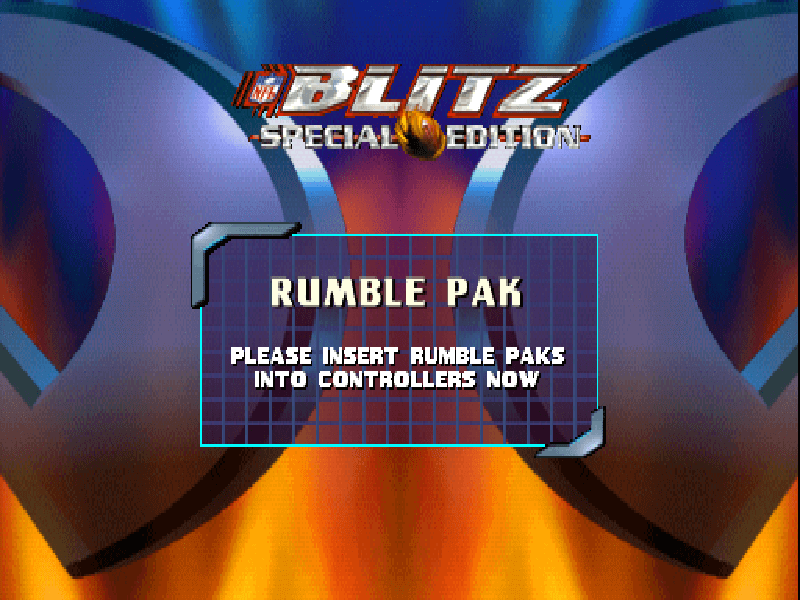 NFL
BLITZ
-SPECIAL EDITION-
RUMBLE PAK
PLEASE INSERT RUMBLE PAKS
INTO CONTROLLERS NOW